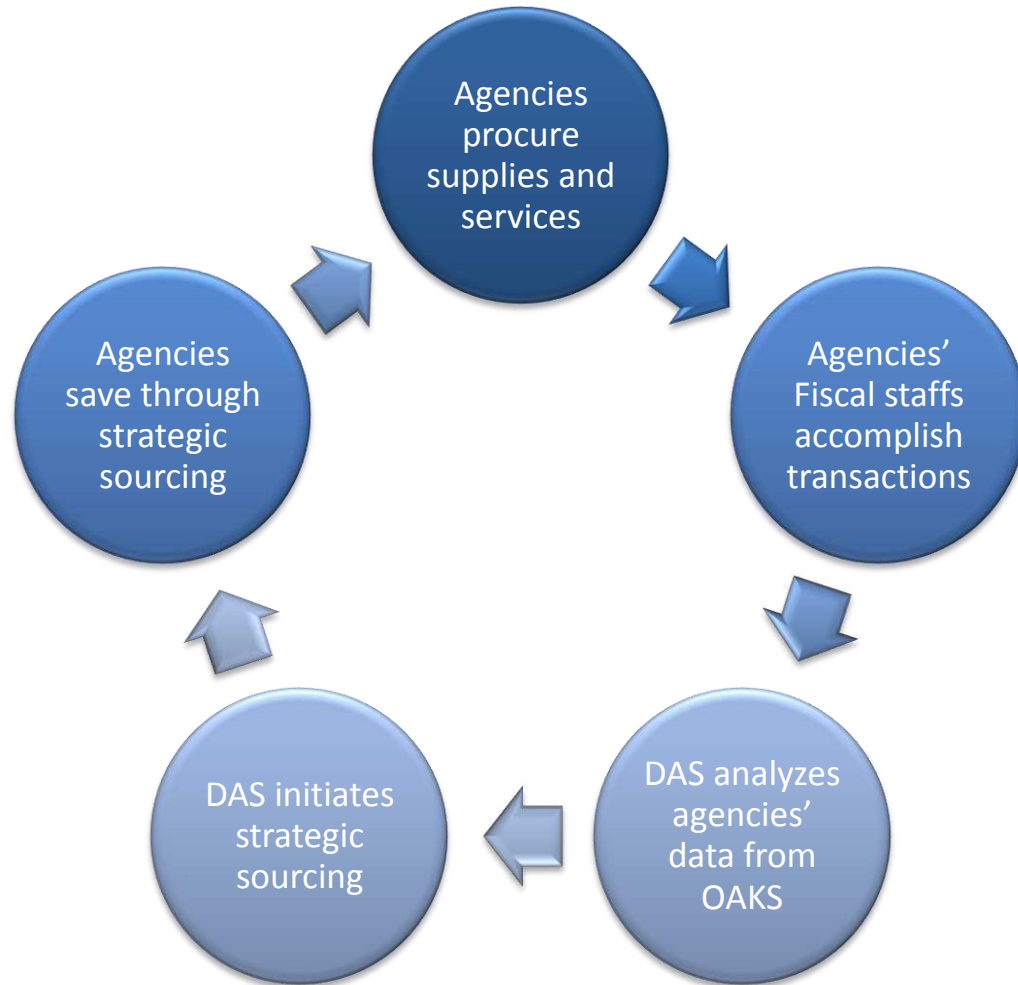 Agencies
procure
supplies and
services
Agencies’
Fiscal staffs
accomplish
transactions
DAS analyzes
agencies’
data from
OAKS
DAS initiates
strategic
sourcing
Agencies
save through
strategic
sourcing